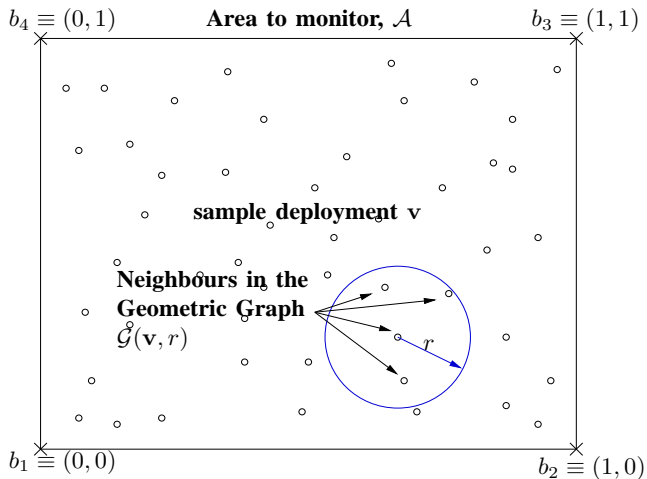 b₄ ≡ (0, 1)
Area to monitor, 𝒜
b₃ ≡ (1, 1)
sample deployment v
Neighbours in the
Geometric Graph
𝒢(v, r)
r
b₁ ≡ (0, 0)
b₂ ≡ (1, 0)